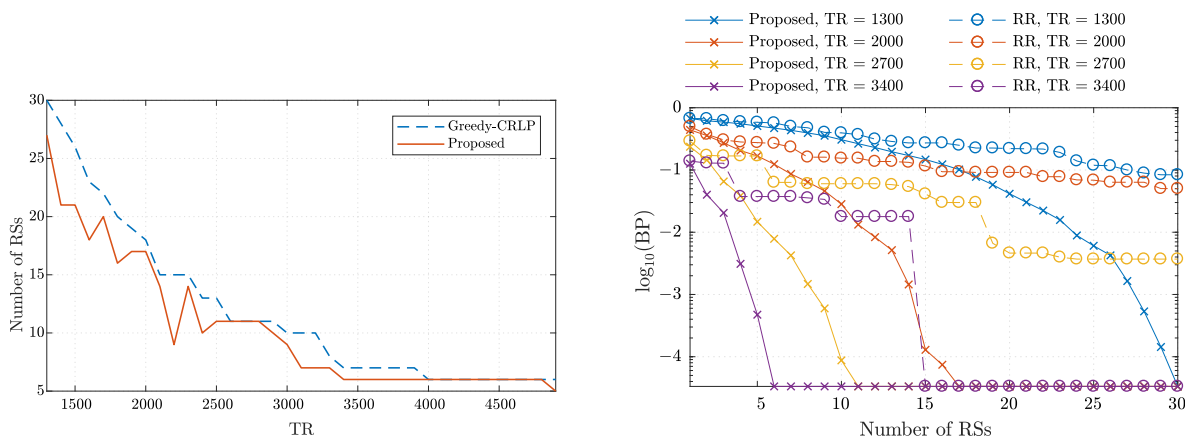 30
25
20
15
10
5
Number of RSs
1500 2000 2500 3000 3500 4000 4500
TR
Greedy-CRLP
Proposed
Proposed, TR = 1300
Proposed, TR = 2000
Proposed, TR = 2700
Proposed, TR = 3400
RR, TR = 1300
RR, TR = 2000
RR, TR = 2700
RR, TR = 3400
0
−1
−2
−3
−4
log10(BP)
5 10 15 20 25 30
Number of RSs